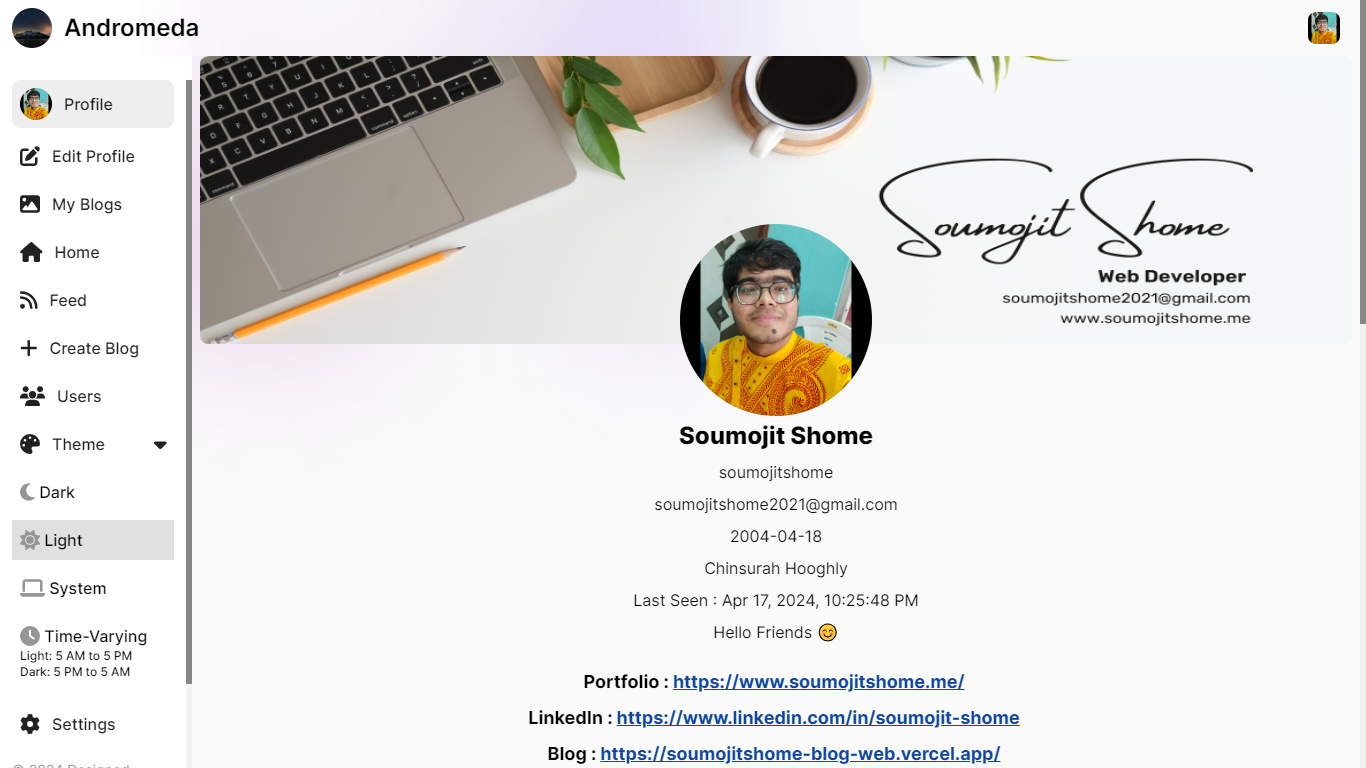 Andromeda
Profile
Edit Profile
My Blogs
Home
Feed
Create Blog
Users
Theme
Dark
Light
System
Time-Varying
Light: 5 AM to 5 PM
Dark: 5 PM to 5 AM
Settings
© 2024 Designed
Soumojit Shome
Web Developer
soumojitshome2021@gmail.com
www.soumojitshome.me
Soumojit Shome
soumojitshome
soumojitshome2021@gmail.com
2004-04-18
Chinsurah Hooghly
Last Seen : Apr 17, 2024, 10:25:48 PM
Hello Friends 😊
Portfolio : https://www.soumojitshome.me/
LinkedIn : https://www.linkedin.com/in/soumojit-shome
Blog : https://soumojitshome-blog-web.vercel.app/